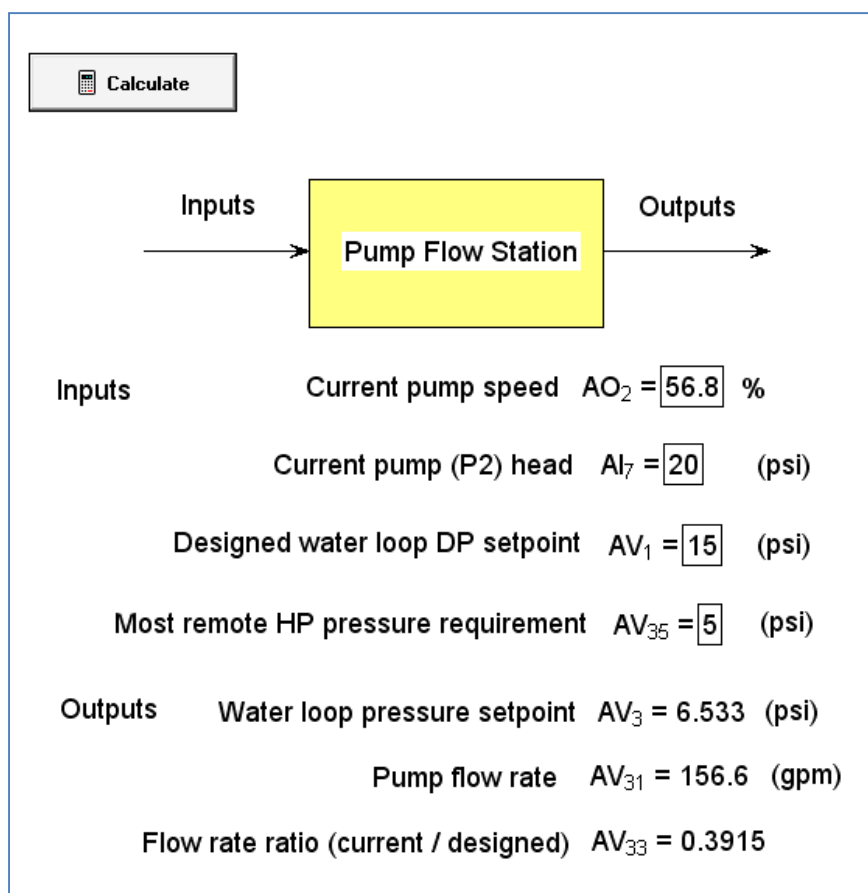 Calculate
Inputs Outputs
Pump Flow Station
Inputs Current pump speed AO₂ = 56.8 %
Current pump (P2) head AI₇ = 20 (psi)
Designed water loop DP setpoint AV₁ = 15 (psi)
Most remote HP pressure requirement AV₃₅ = 5 (psi)
Outputs Water loop pressure setpoint AV₃ = 6.533 (psi)
Pump flow rate AV₃₁ = 156.6 (gpm)
Flow rate ratio (current / designed) AV₃₃ = 0.3915